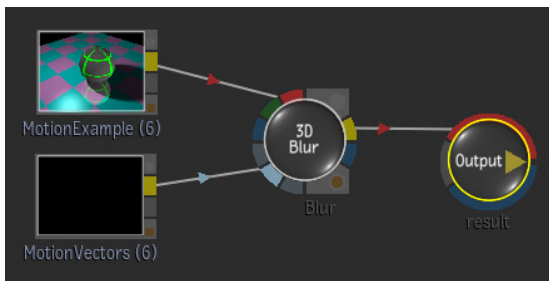 MotionExample (6)
3D
Blur
Blur
Output
result
MotionVectors (6)